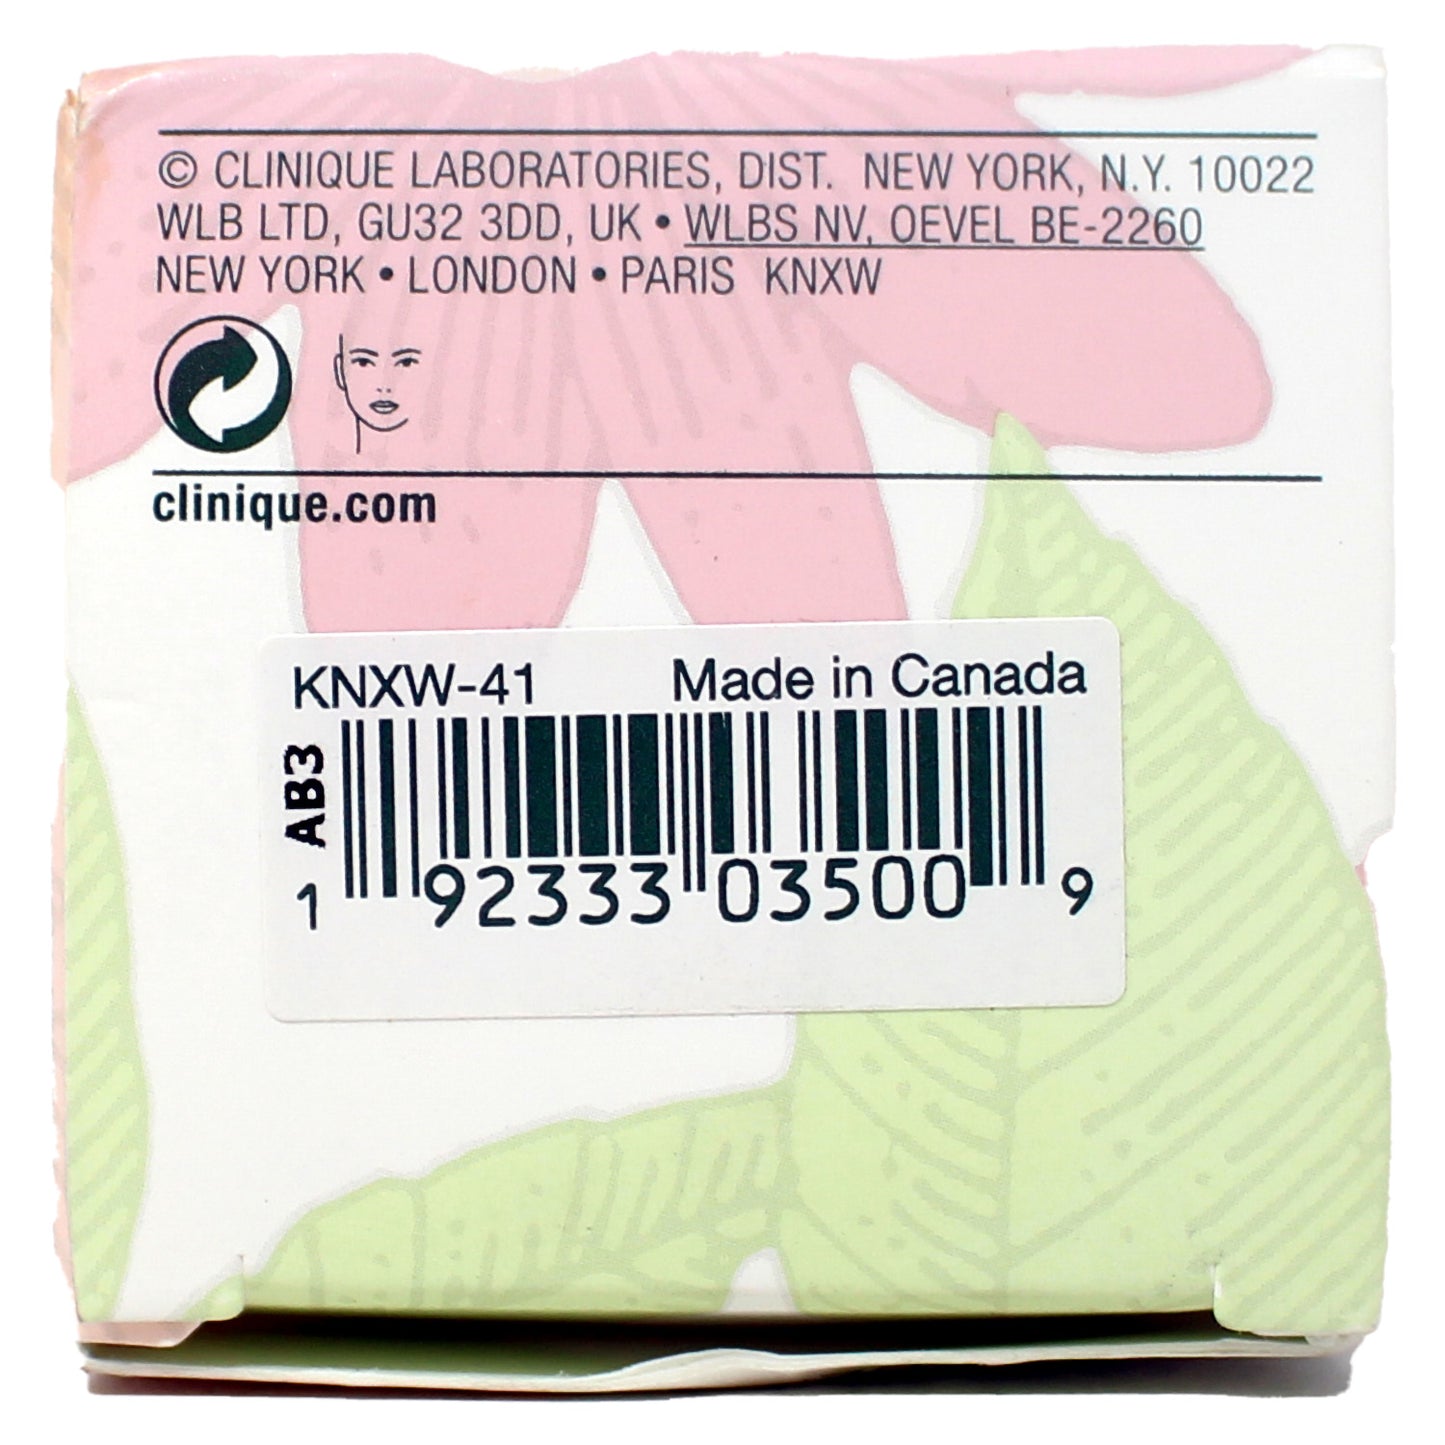 © CLINIQUE LABORATORIES, DIST. NEW YORK, N.Y. 10022
WLB LTD, GU32 3DD, UK • WLBS NV, OEVEL BE-2260
NEW YORK • LONDON • PARIS KNXW
clinique.com
KNXW-41 Made in Canada
AB3
1 92333 03500 9